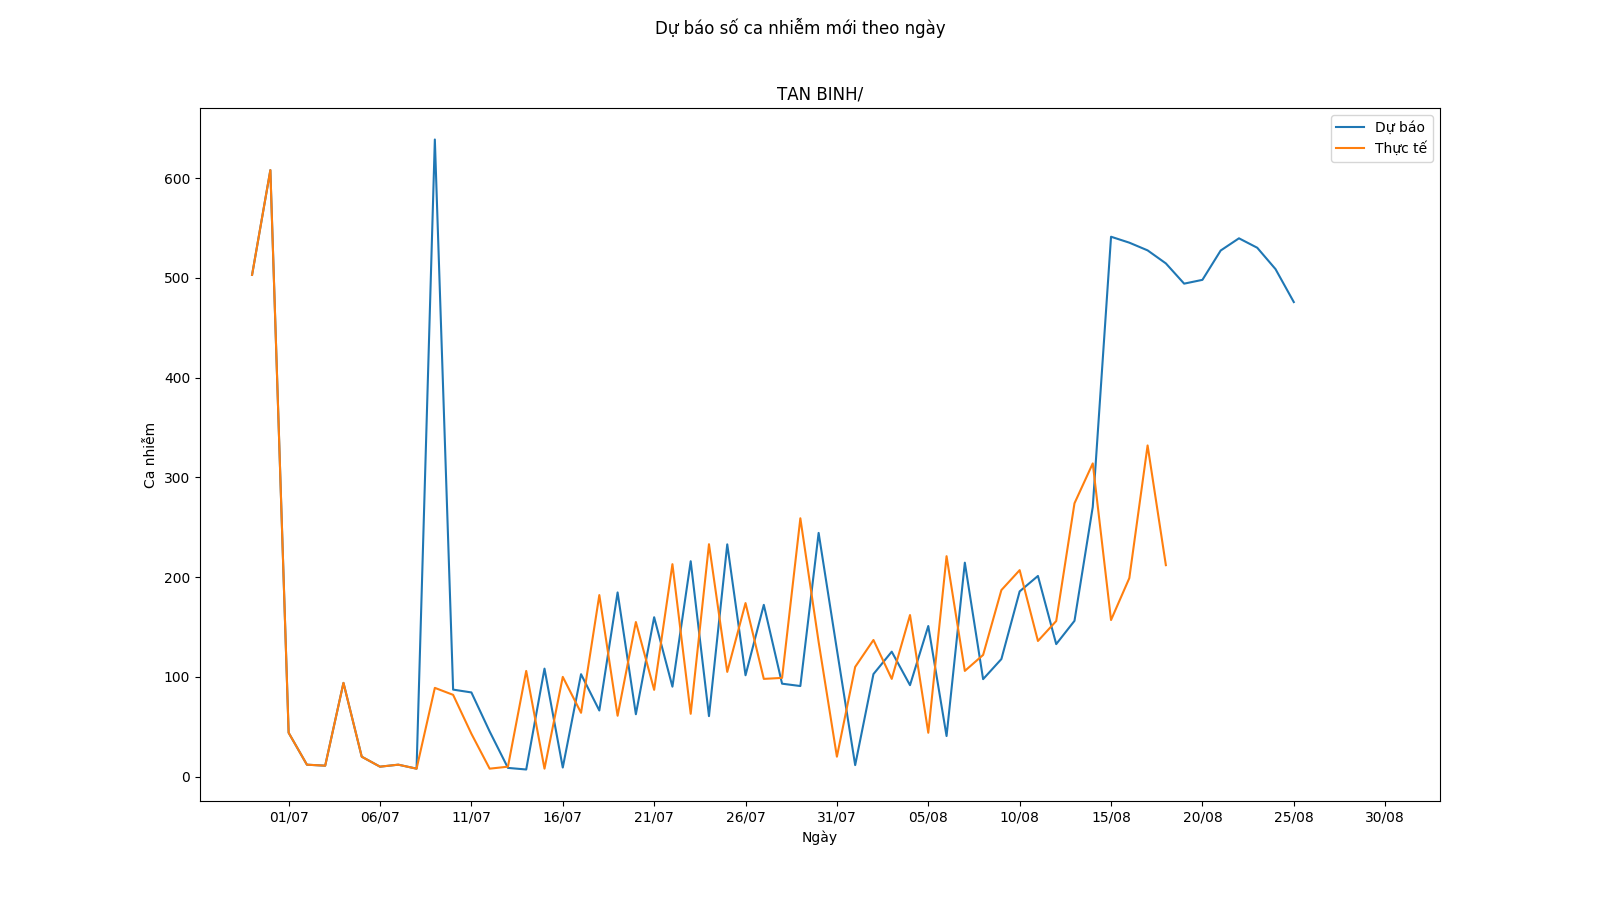 Dự báo số ca nhiễm mới theo ngày
TAN BINH/
Dự báo
Thực tế
Ca nhiễm
600
500
400
300
200
100
0
01/07 06/07 11/07 16/07 21/07 26/07 31/07 05/08 10/08 15/08 20/08 25/08 30/08
Ngày